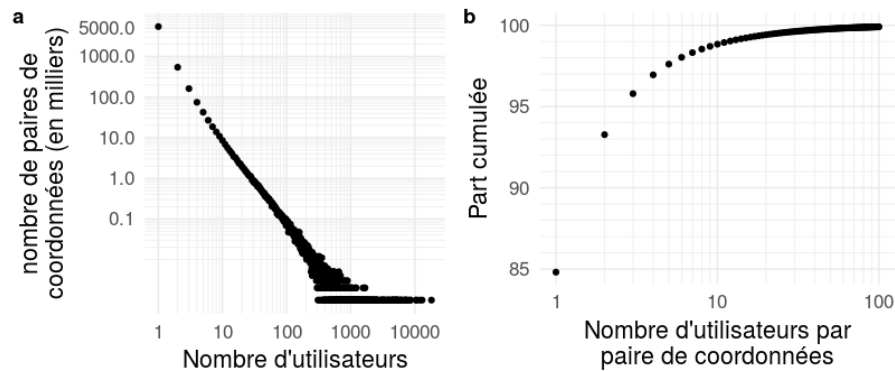 a
nombre de paires de
coordonnées (en milliers)
5000.0
1000.0
100.0
10.0
1.0
0.1
1
10
100
1000
10000
Nombre d'utilisateurs
b
Part cumulée
100
95
90
85
1
10
100
Nombre d'utilisateurs par
paire de coordonnées